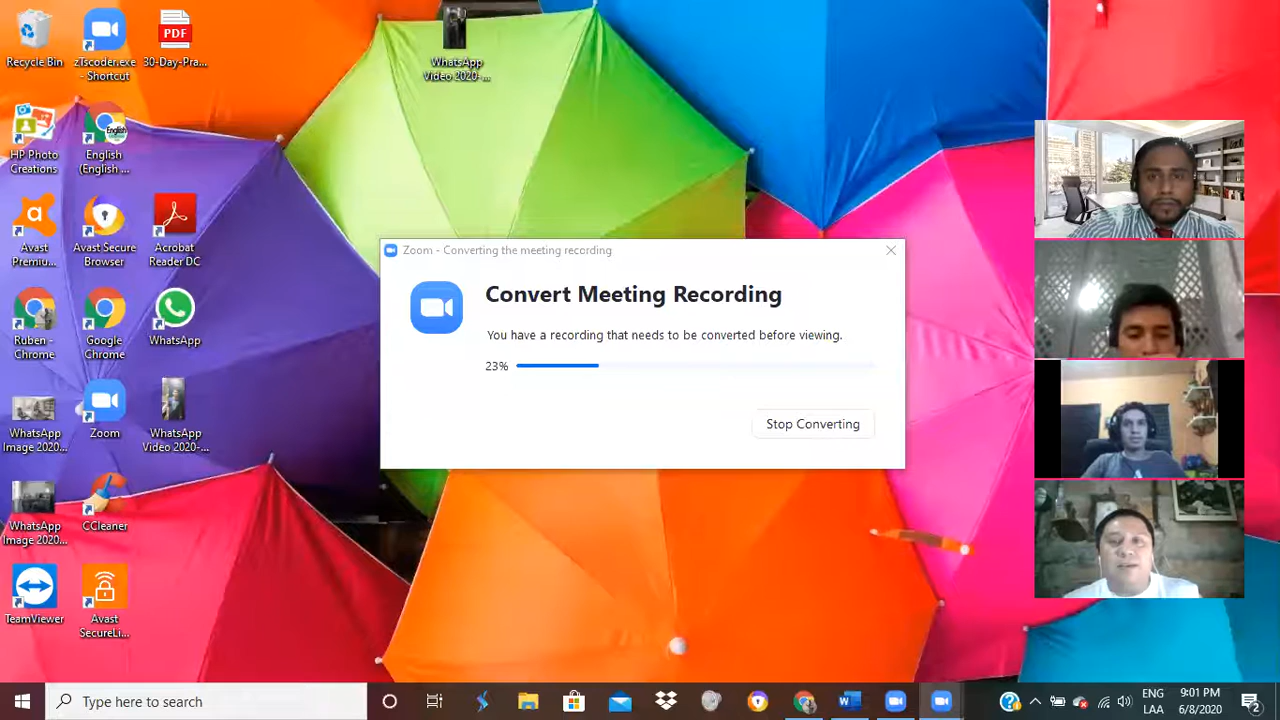 Recycle Bin
zTscoder.exe
- Shortcut
PDF
30-Day-Pra...
WhatsApp
Video 2020-...
HP Photo
Creations
English
English
(English ...
Avast
Premiu...
Avast Secure
Browser
Acrobat
Reader DC
Ruben -
Chrome
Google
Chrome
WhatsApp
WhatsApp
Image 2020...
Zoom
WhatsApp
Video 2020-...
WhatsApp
Image 2020...
CCleaner
TeamViewer
Avast
SecureLi...
Zoom - Converting the meeting recording
Convert Meeting Recording
You have a recording that needs to be converted before viewing.
23%
Stop Converting
Type here to search
ENG
LAA
9:01 PM
6/8/2020
2